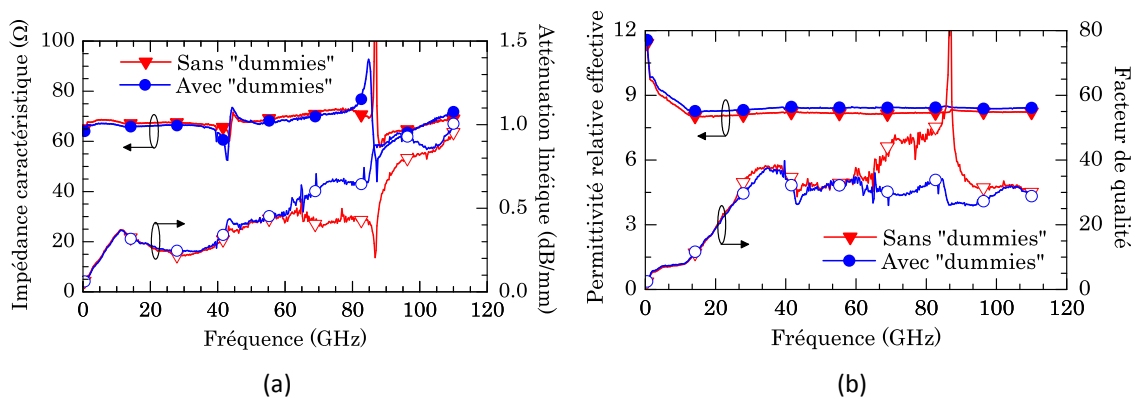 100
80
60
40
20
0
Impédance caractéristique (Ω)
Sans "dummies"
Avec "dummies"
1.5
1.0
0.5
0.0
Atténuation linéique (dB/mm)
0 20 40 60 80 100 120
Fréquence (GHz)
(a)
12
9
6
3
0
Permittivité relative effective
Sans "dummies"
Avec "dummies"
80
60
40
20
0
Facteur de qualité
0 20 40 60 80 100 120
Fréquence (GHz)
(b)